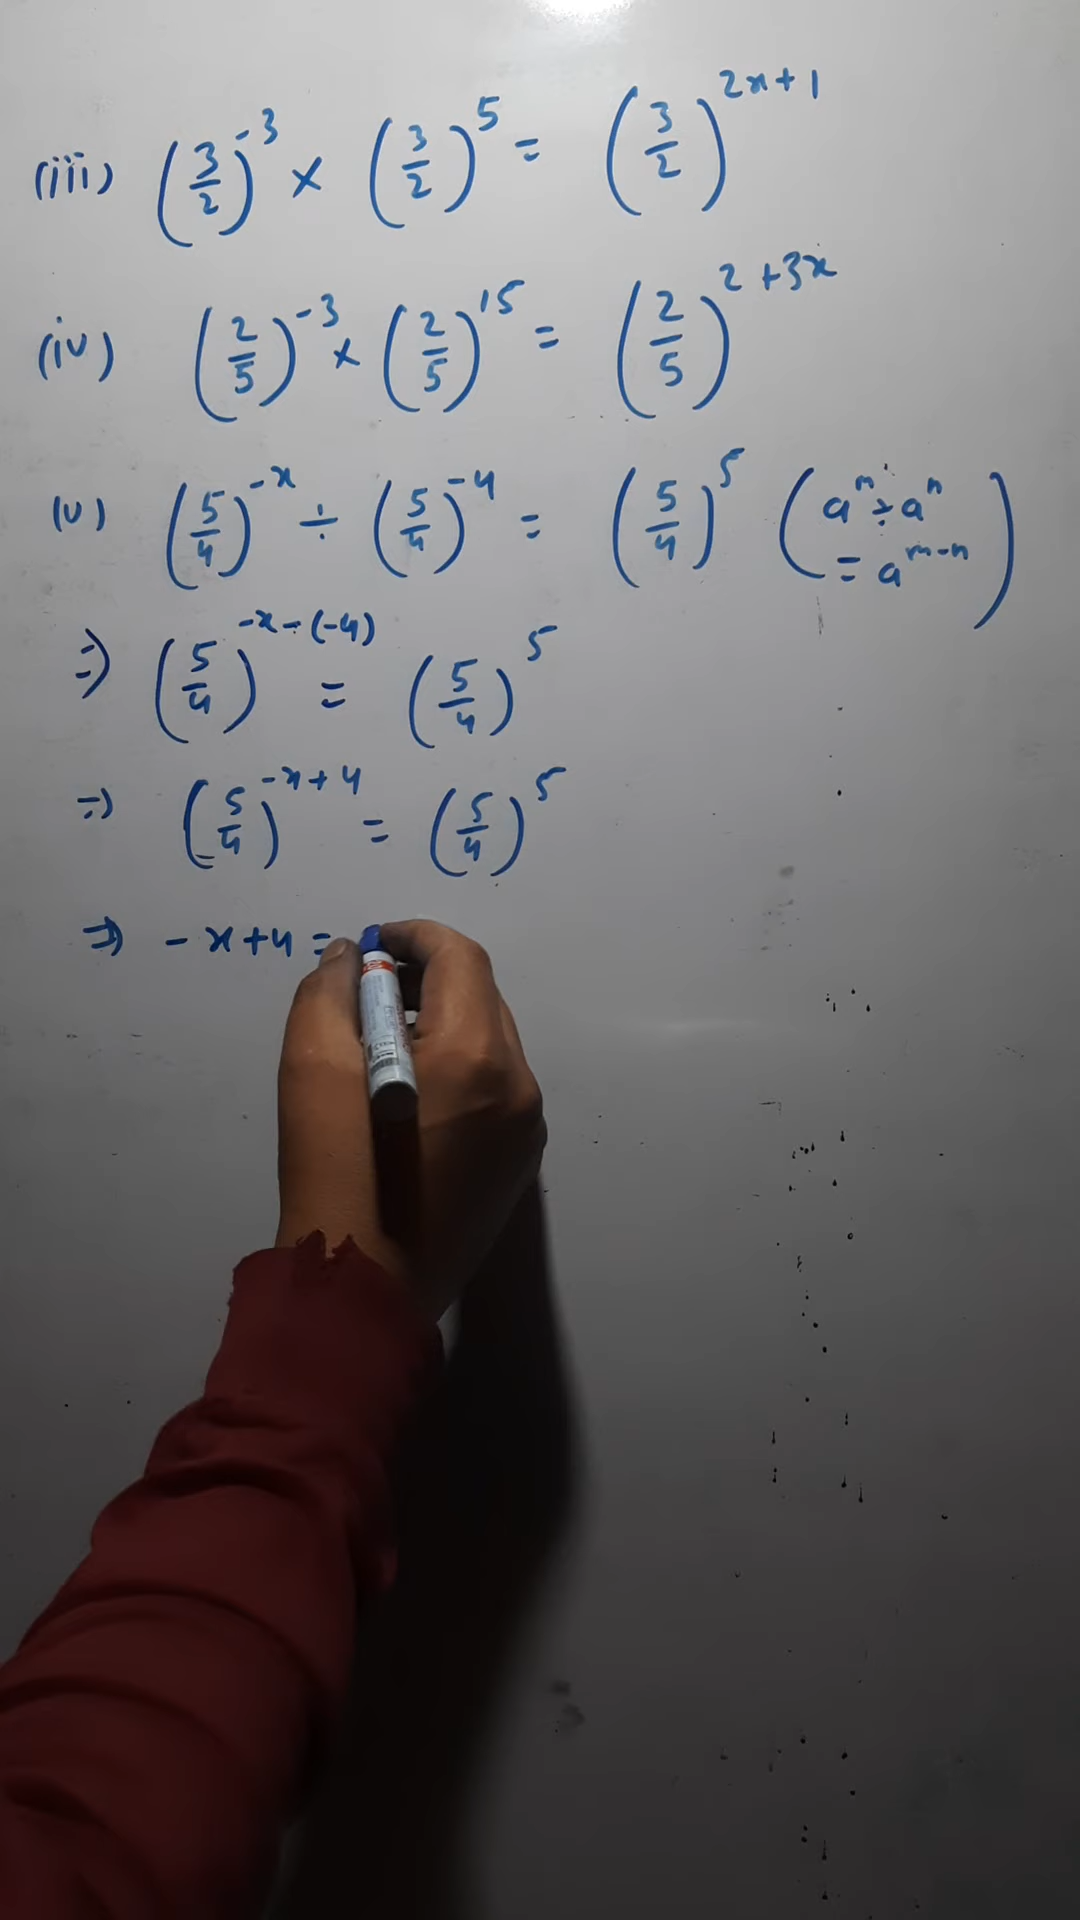 (iii) (3/2)^-3 × (3/2)^5 = (3/2)^2x+1
(iv) (2/5)^-3 × (2/5)^15 = (2/5)^2+3x
(v) (5/4)^-x ÷ (5/4)^-4 = (5/4)^5 (a^m ÷ a^n
= a^m-n)
⇒ (5/4)^-x-(-4) = (5/4)^5
⇒ (5/4)^-x+4 = (5/4)^5
⇒ -x+4 =